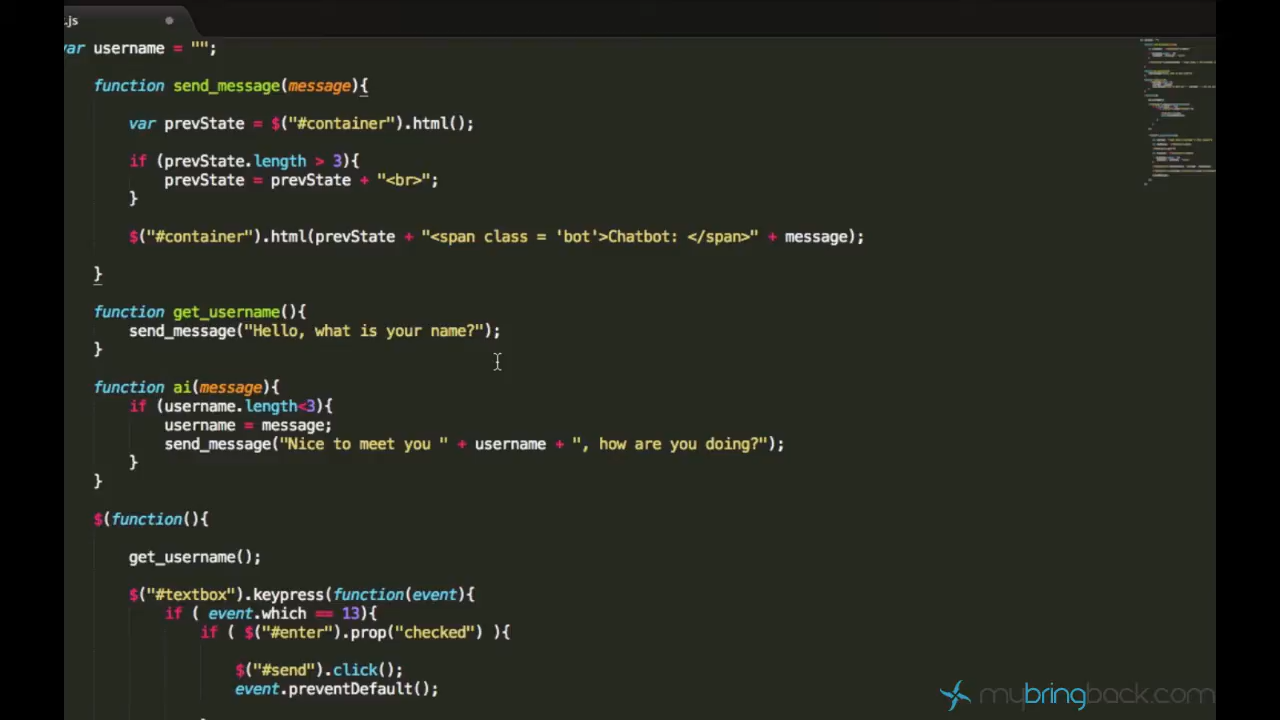 .js
var username = "";
function send_message(message){
var prevState = $("#container").html();
if (prevState.length > 3){
prevState = prevState + "<br>";
}
$("#container").html(prevState + "<span class = 'bot'>Chatbot: </span>" + message);
}
function get_username(){
send_message("Hello, what is your name?");
}
function ai(message){
if (username.length<3){
username = message;
send_message("Nice to meet you " + username + ", how are you doing?");
}
}
$(function(){
get_username();
$("#textbox").keypress(function(event){
if ( event.which == 13){
if ( $("#enter").prop("checked") ){
$("#send").click();
event.preventDefault();
mybringback.com